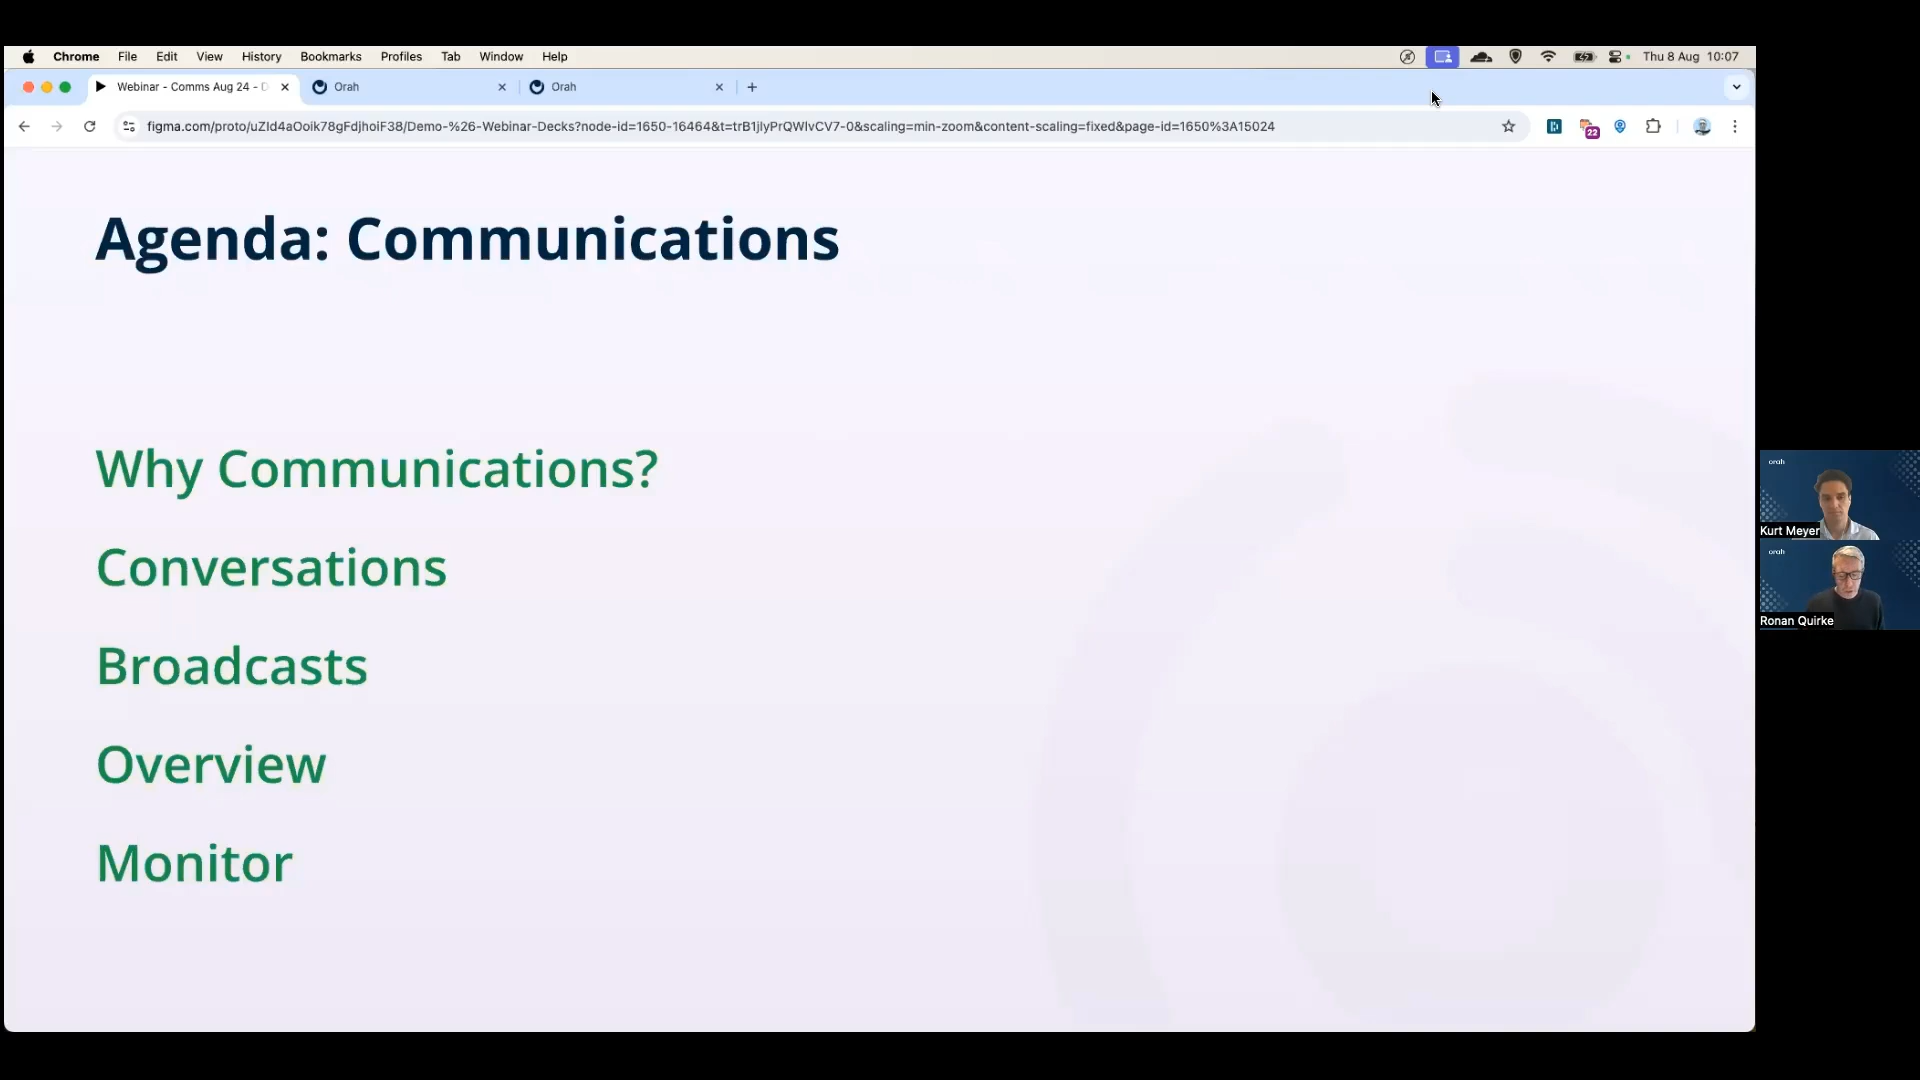 Chrome File Edit View History Bookmarks Profiles Tab Window Help Thu 8 Aug 10:07
Webinar - Comms Aug 24 - D Orah Orah
figma.com/proto/uZId4aOoik78gFdjhoiF38/Demo-%26-Webinar-Decks?node-id=1650-16464&t=trB1jlyPrQWlvCV7-0&scaling=min-zoom&content-scaling=fixed&page-id=1650%3A15024
22
Agenda: Communications
Why Communications?
Conversations
Broadcasts
Overview
Monitor
orah
Kurt Meyer
orah
Ronan Quirke